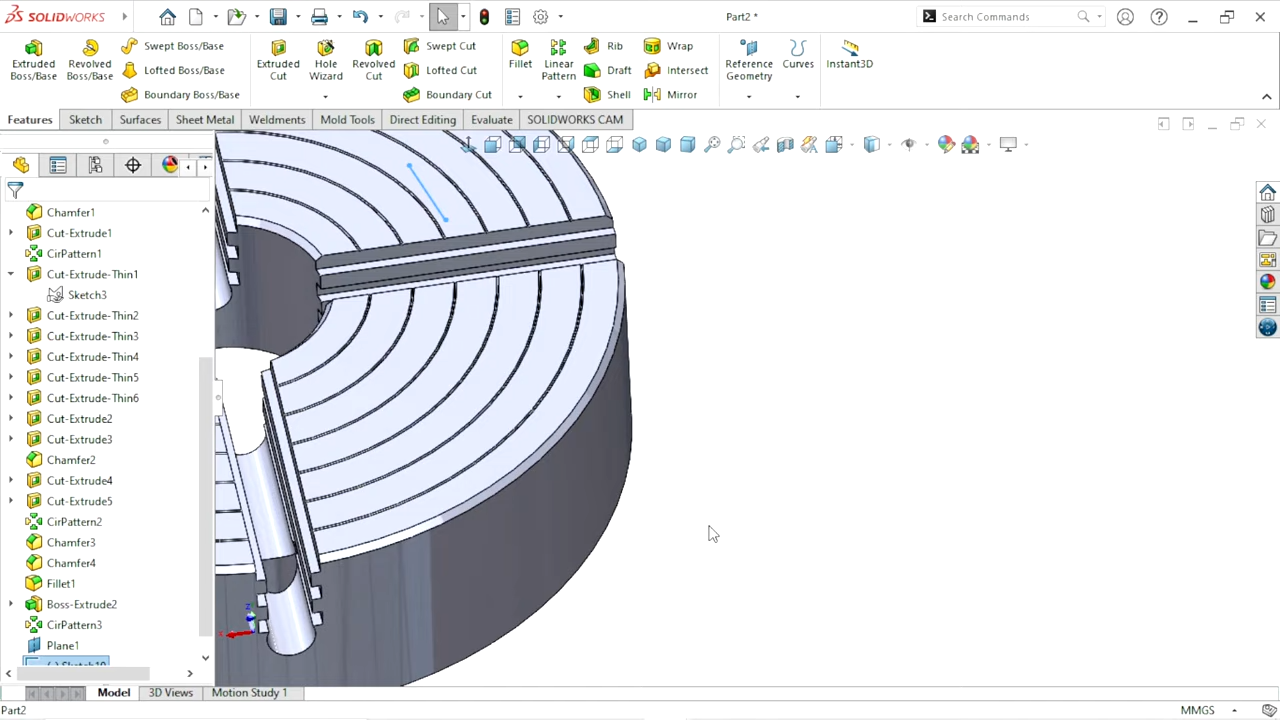 SOLIDWORKS
Part2 *
Search Commands
Extruded Boss/Base
Revolved Boss/Base
Swept Boss/Base
Lofted Boss/Base
Boundary Boss/Base
Extruded Cut
Hole Wizard
Revolved Cut
Swept Cut
Lofted Cut
Boundary Cut
Fillet
Linear Pattern
Rib
Draft
Shell
Wrap
Intersect
Mirror
Reference Geometry
Curves
Instant3D
Features
Sketch
Surfaces
Sheet Metal
Weldments
Mold Tools
Direct Editing
Evaluate
SOLIDWORKS CAM
Chamfer1
Cut-Extrude1
CirPattern1
Cut-Extrude-Thin1
Sketch3
Cut-Extrude-Thin2
Cut-Extrude-Thin3
Cut-Extrude-Thin4
Cut-Extrude-Thin5
Cut-Extrude-Thin6
Cut-Extrude2
Cut-Extrude3
Chamfer2
Cut-Extrude4
Cut-Extrude5
CirPattern2
Chamfer3
Chamfer4
Fillet1
Boss-Extrude2
CirPattern3
Plane1
Model
3D Views
Motion Study 1
Part2
MMGS